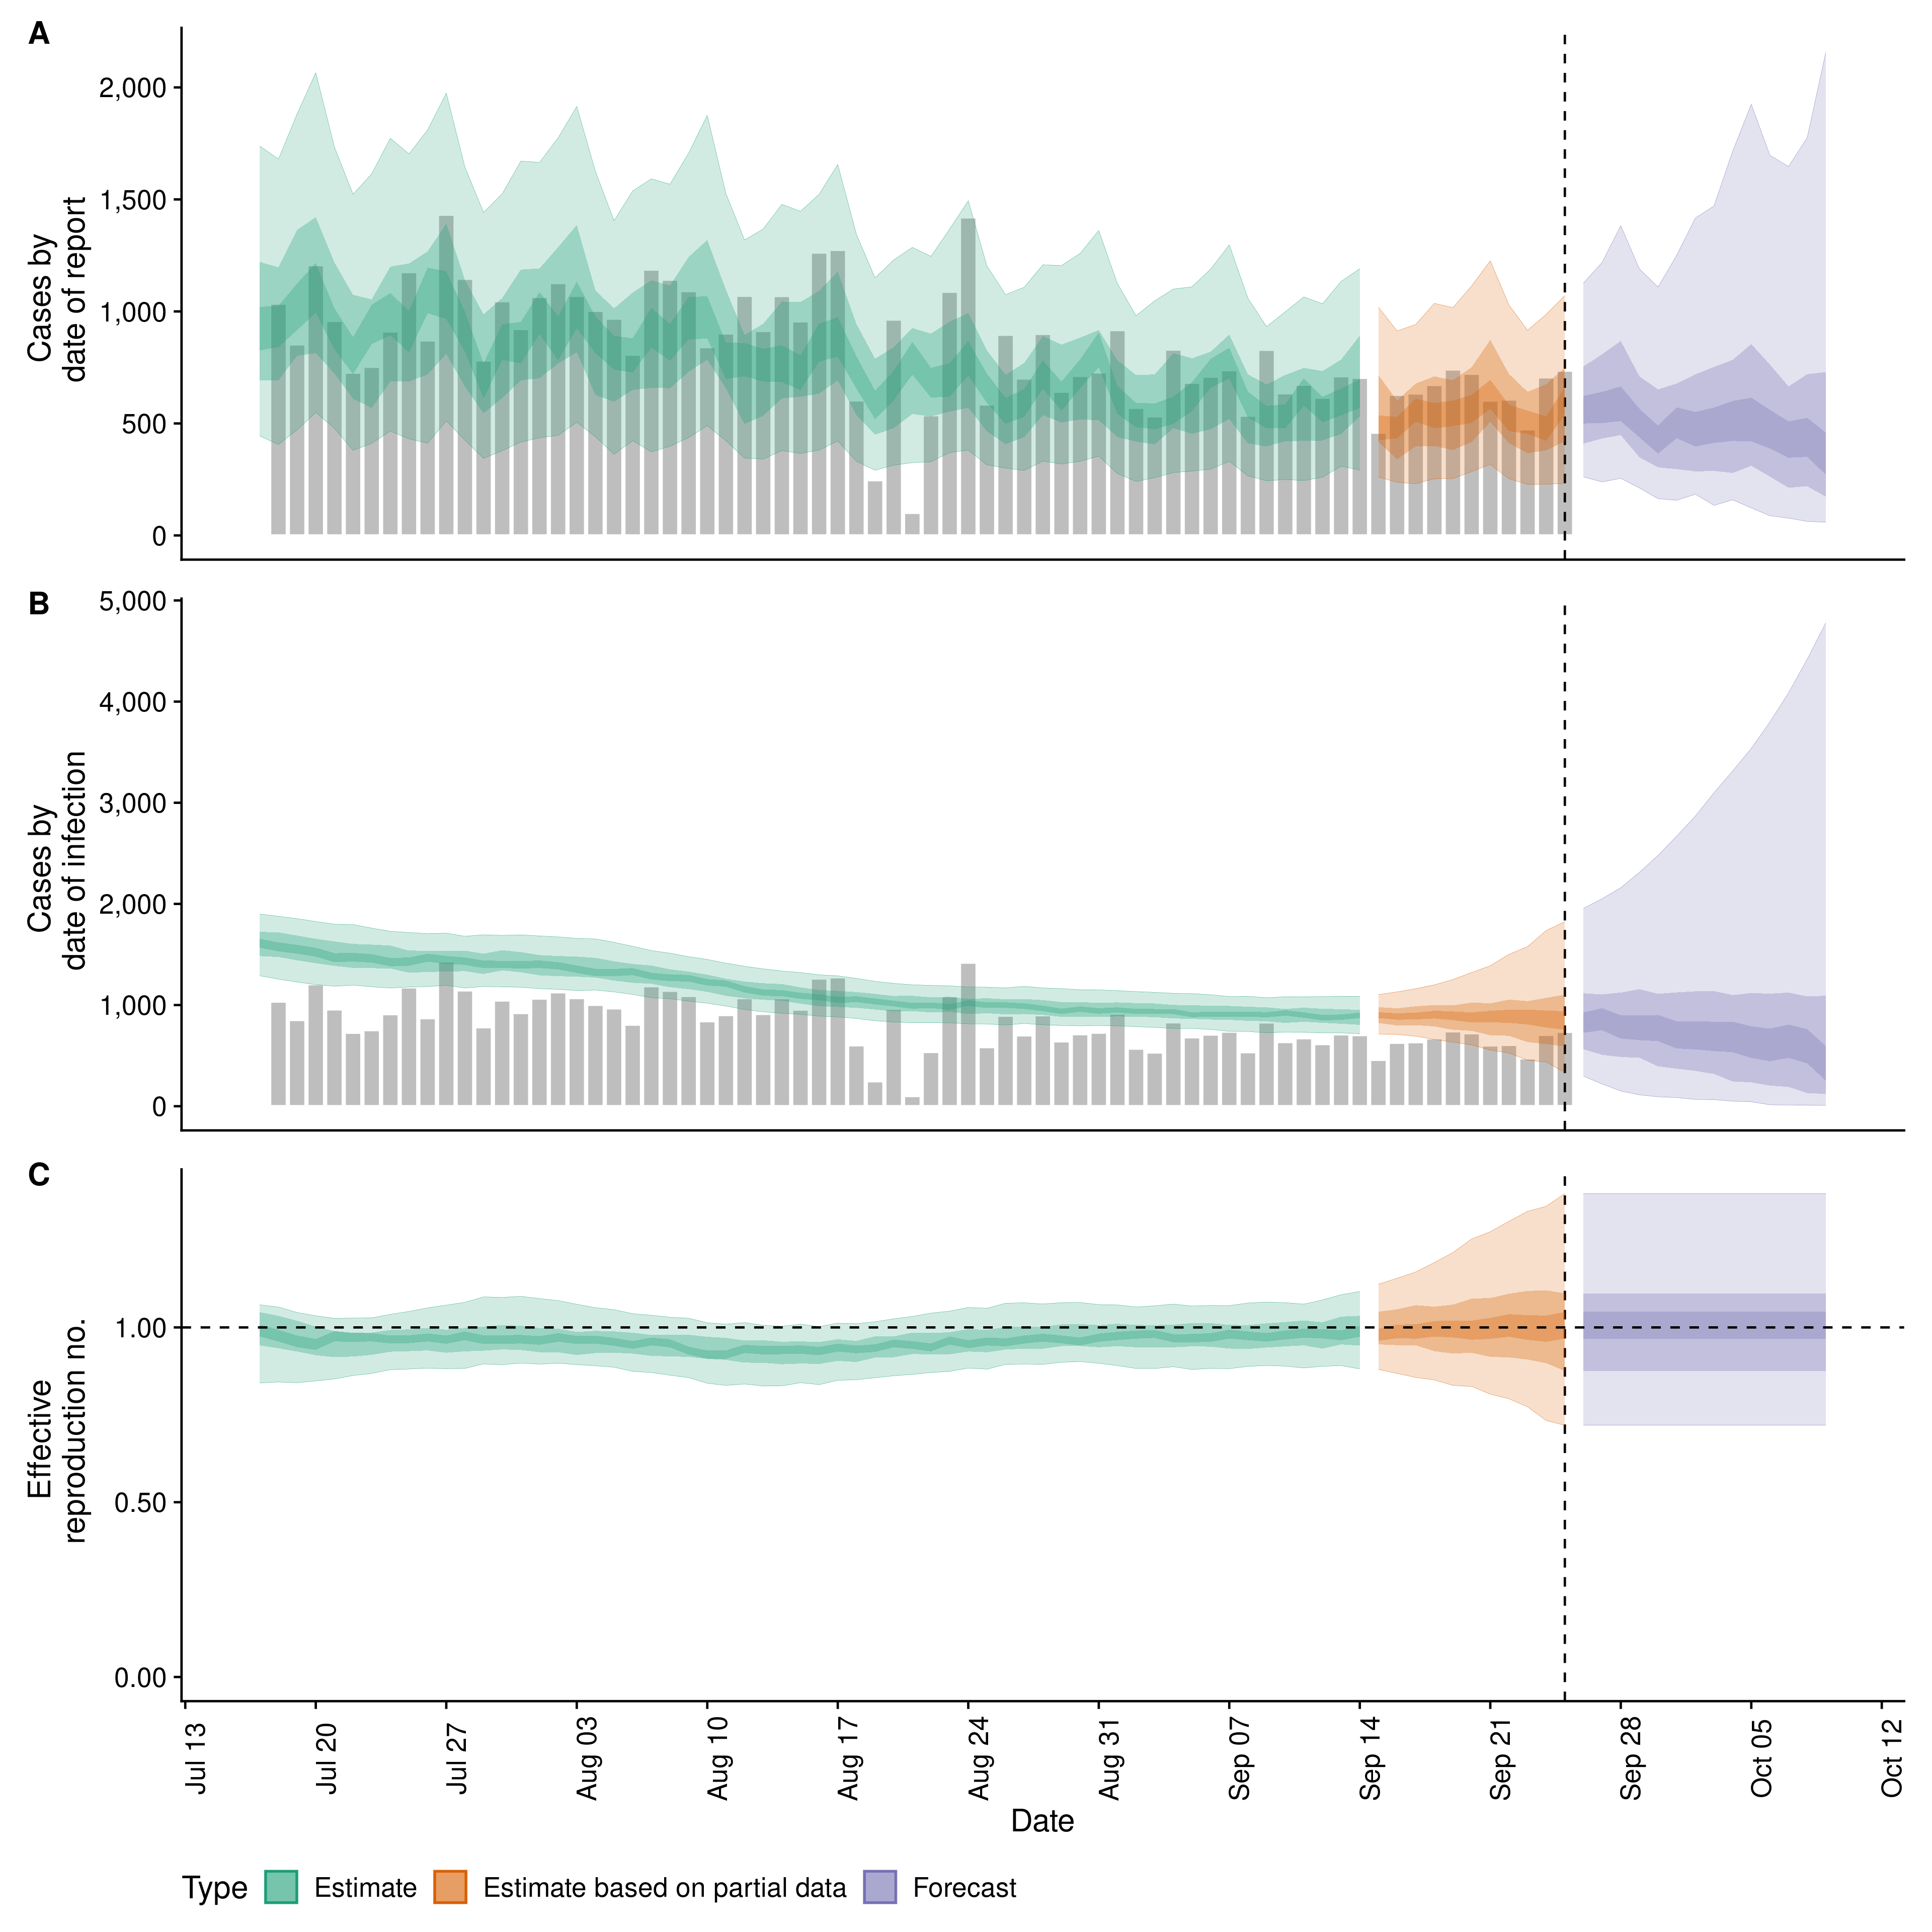 A
Cases by
date of report
2,000
1,500
1,000
500
0
B
Cases by
date of infection
5,000
4,000
3,000
2,000
1,000
0
C
Effective
reproduction no.
1.00
0.50
0.00
Jul 13
Jul 20
Jul 27
Aug 03
Aug 10
Aug 17
Aug 24
Aug 31
Sep 07
Sep 14
Sep 21
Sep 28
Oct 05
Oct 12
Date
Type Estimate Estimate based on partial data Forecast